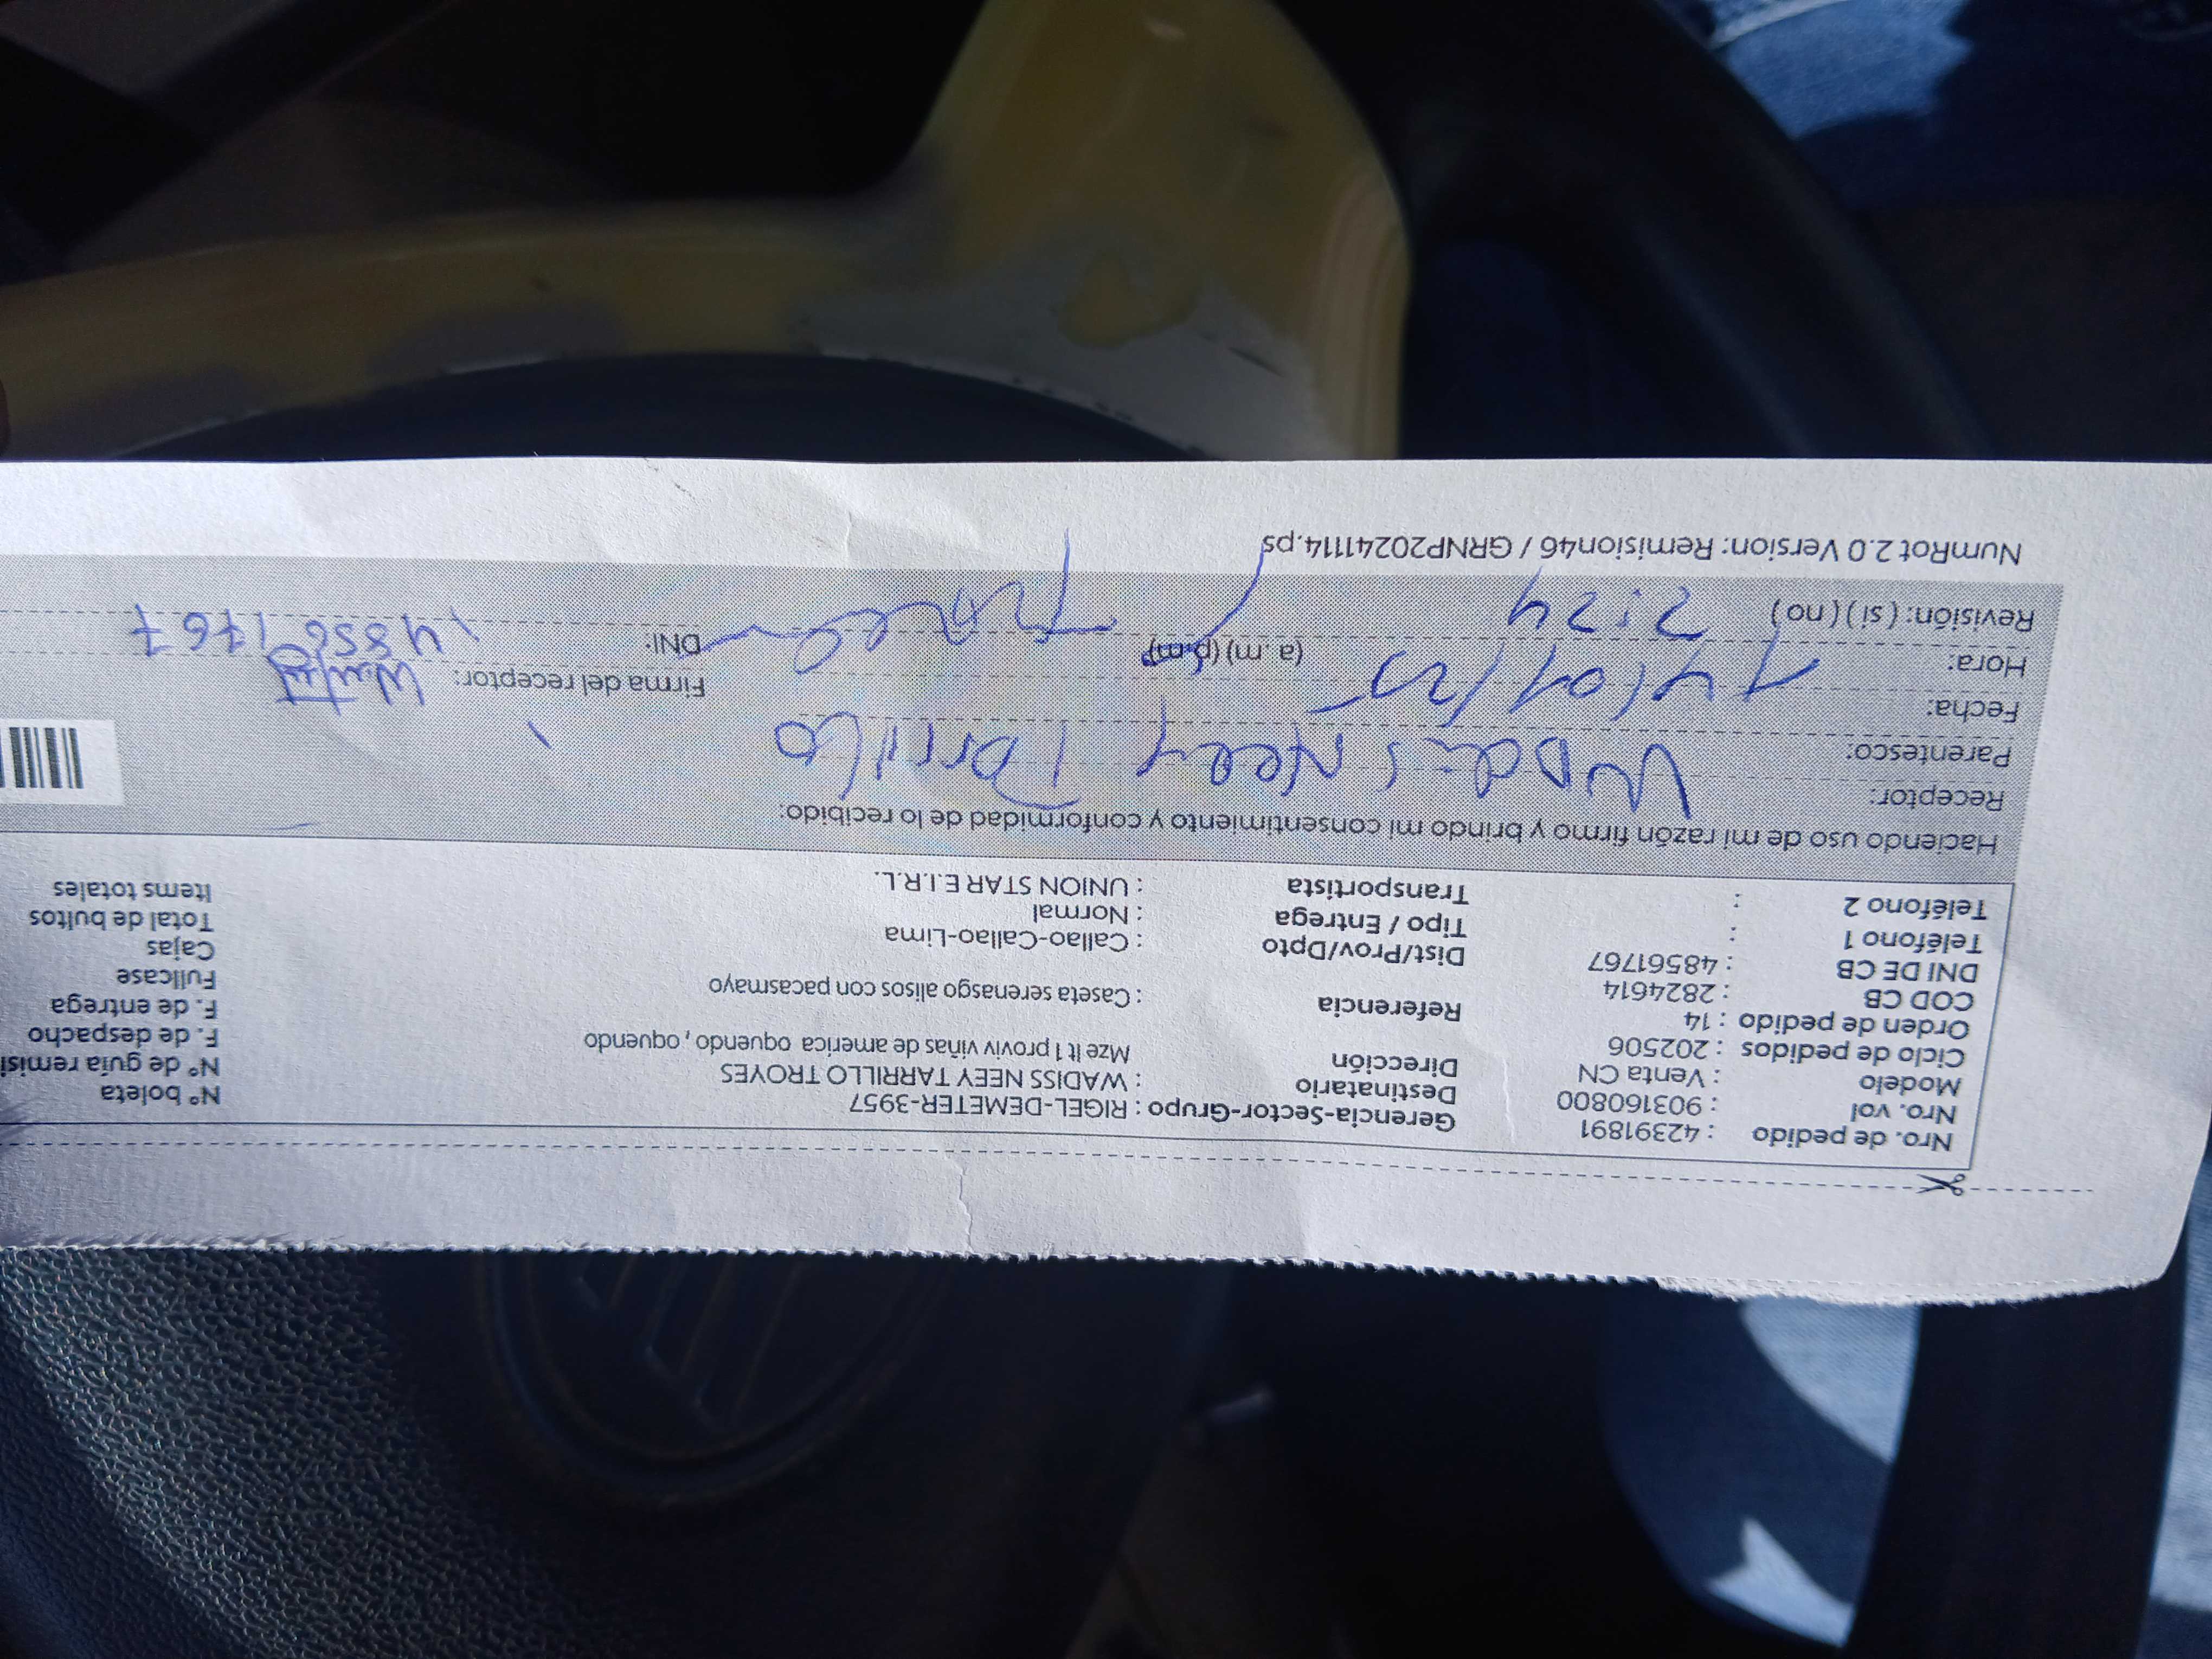 Nro. de pedido : 42391891 Gerencia-Sector-Grupo : RIGEL-DEMETER-3957 N° boleta
Nro. vol : 903160800 Destinatario : WADISS NEEY TARRILLO TROYES N° de guía remisi
Modelo : Venta CN Dirección Mze lt 1 proviv viñas de america oquendo , oquendo F. de despacho
Ciclo de pedidos : 202506 F. de entrega
Orden de pedido : 14 Referencia : Caseta serenasgo alisos con pacasmayo Fullcase
COD CB : 2824614 Cajas
DNI DE CB : 48561767 Dist/Prov/Dpto : Callao-Callao-Lima Total de bultos
Teléfono 1 : Tipo / Entrega : Normal Items totales
Teléfono 2 : Transportista : UNION STAR E.I.R.L.
Haciendo uso de mi razón firmo y brindo mi consentimiento y conformidad de lo recibido:
Receptor: Neey Tarrillo
Parentesco:
Fecha: 14/04/25 Firma del receptor:
Hora: 2:24 (a. m) (p.m) DNI: 48561767
Revisión: ( si ) ( no )
NumRot 2.0 Version: Remision46 / GRNP20241114.ps